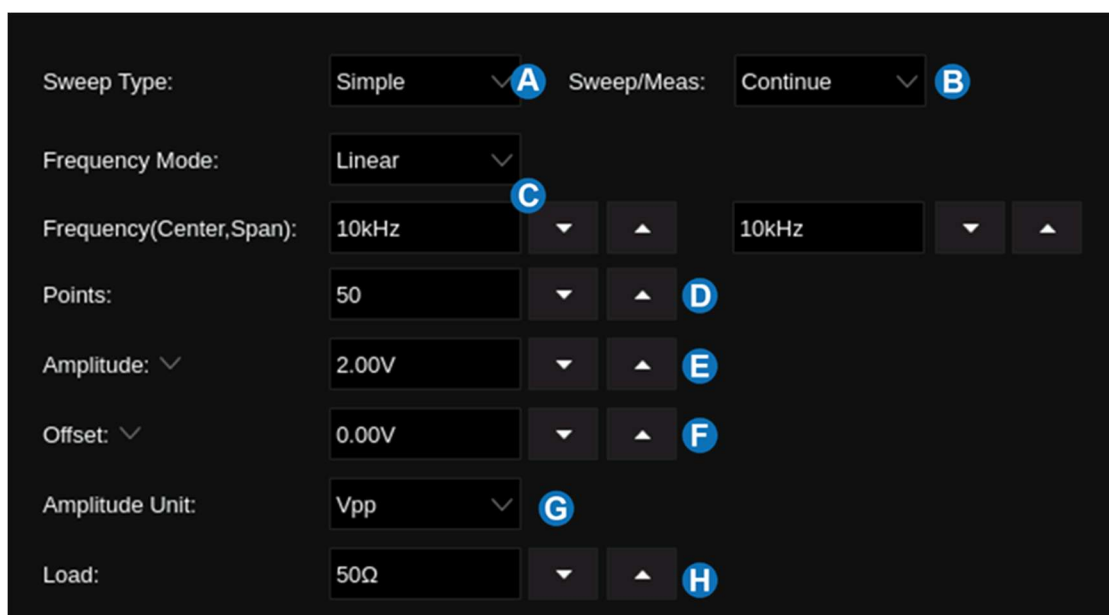 Sweep Type: Simple A Sweep/Meas: Continue B
Frequency Mode: Linear
C
Frequency(Center,Span): 10kHz 10kHz
Points: 50 D
Amplitude: 2.00V E
Offset: 0.00V F
Amplitude Unit: Vpp G
Load: 50Ω H